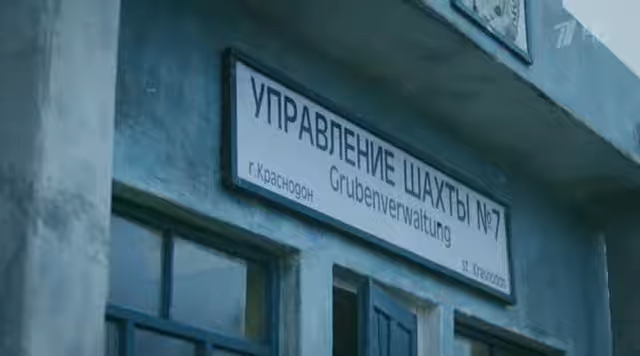 УПРАВЛЕНИЕ ШАХТЫ №7
Grubenverwaltung
г.Краснодон
st. Krasnodon